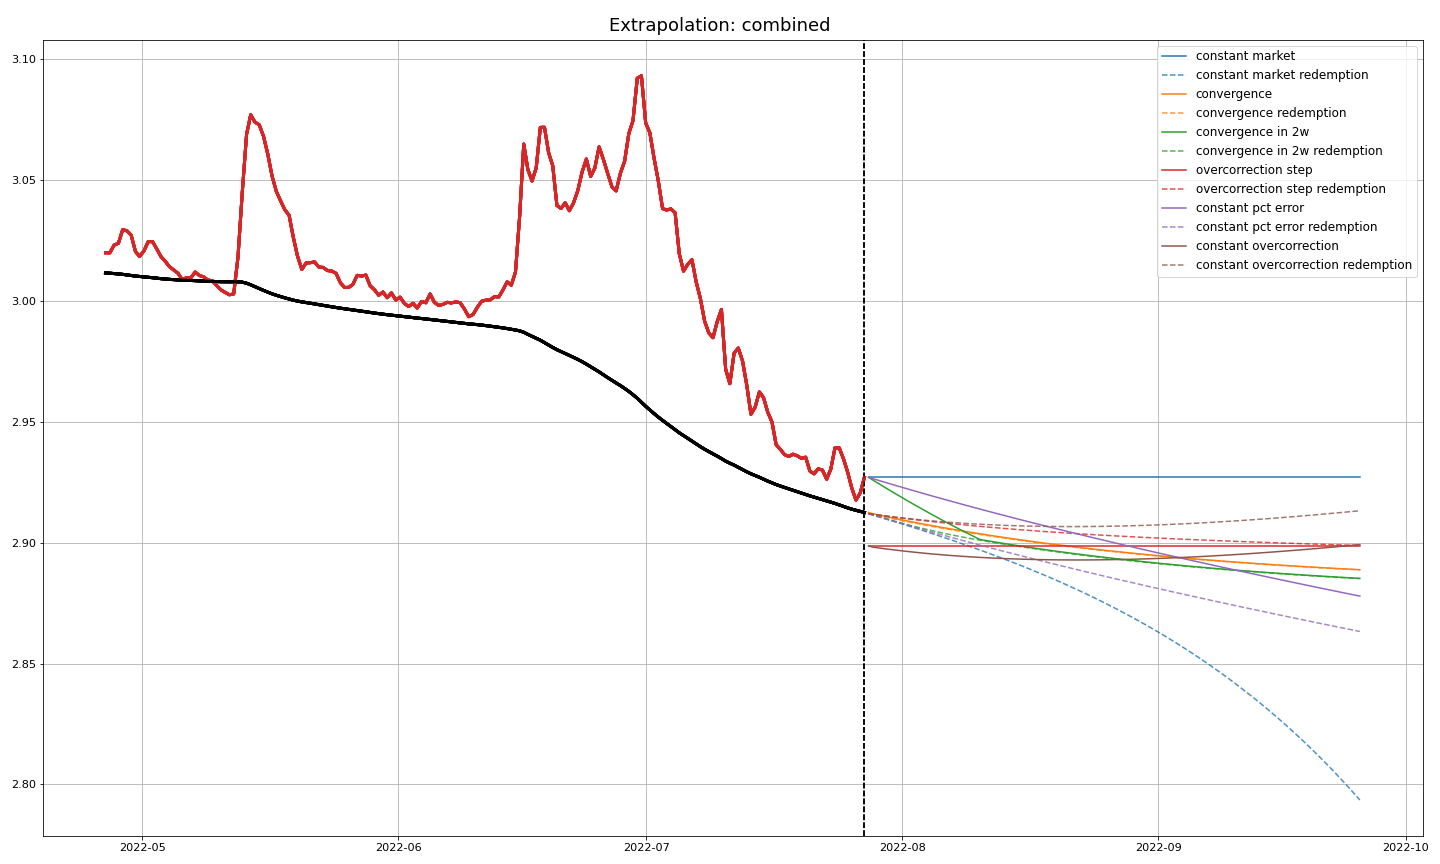 Extrapolation: combined
3.10
3.05
3.00
2.95
2.90
2.85
2.80
constant market
constant market redemption
convergence
convergence redemption
convergence in 2w
convergence in 2w redemption
overcorrection step
overcorrection step redemption
constant pct error
constant pct error redemption
constant overcorrection
constant overcorrection redemption
2022-05 2022-06 2022-07 2022-08 2022-09 2022-10